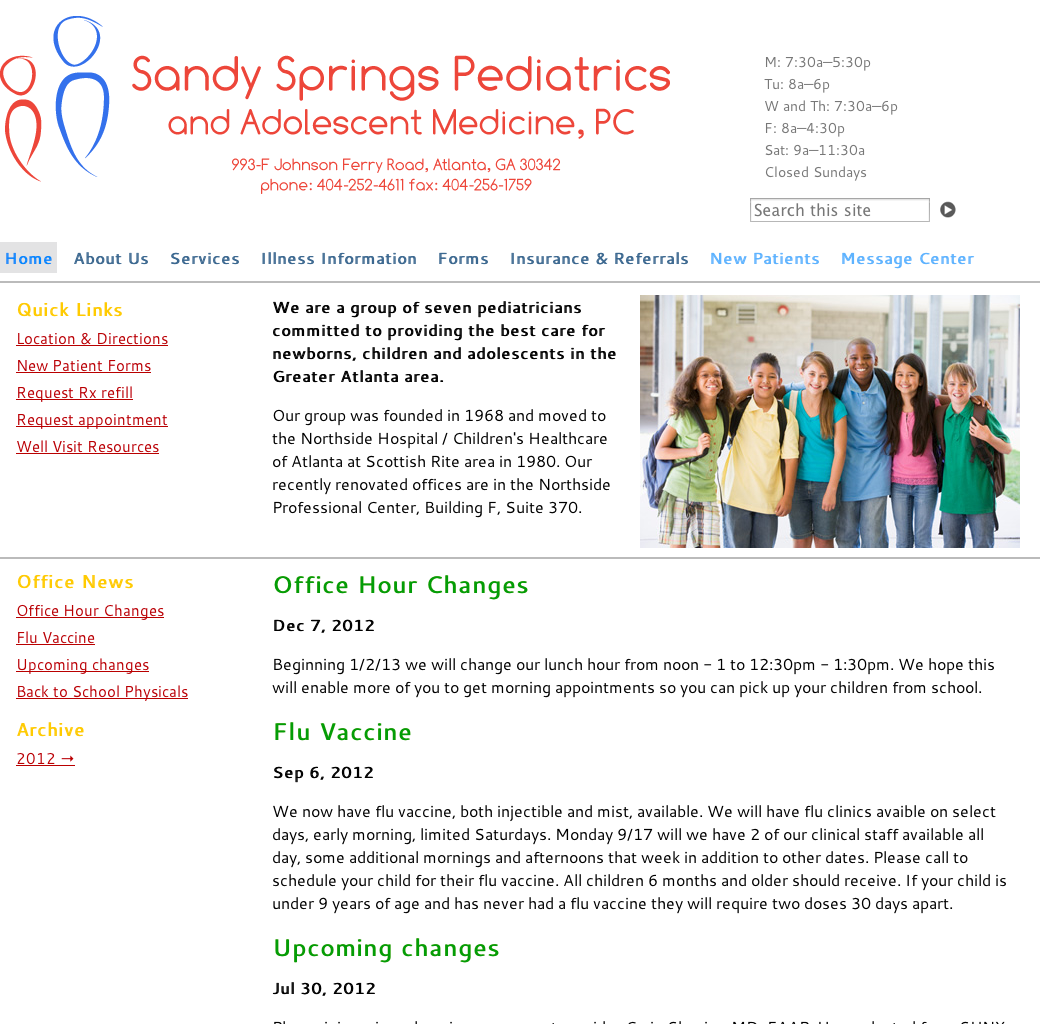 Sandy Springs Pediatrics
and Adolescent Medicine, PC
993-F Johnson Ferry Road, Atlanta, GA 30342
phone: 404-252-4611 fax: 404-256-1759
M: 7:30a—5:30p
Tu: 8a—6p
W and Th: 7:30a—6p
F: 8a—4:30p
Sat: 9a—11:30a
Closed Sundays
Search this site
Home About Us Services Illness Information Forms Insurance & Referrals New Patients Message Center
Quick Links
Location & Directions
New Patient Forms
Request Rx refill
Request appointment
Well Visit Resources
We are a group of seven pediatricians
committed to providing the best care for
newborns, children and adolescents in the
Greater Atlanta area.
Our group was founded in 1968 and moved to
the Northside Hospital / Children's Healthcare
of Atlanta at Scottish Rite area in 1980. Our
recently renovated offices are in the Northside
Professional Center, Building F, Suite 370.
Office News
Office Hour Changes
Flu Vaccine
Upcoming changes
Back to School Physicals
Archive
2012 →
Office Hour Changes
Dec 7, 2012
Beginning 1/2/13 we will change our lunch hour from noon - 1 to 12:30pm - 1:30pm. We hope this
will enable more of you to get morning appointments so you can pick up your children from school.
Flu Vaccine
Sep 6, 2012
We now have flu vaccine, both injectible and mist, available. We will have flu clinics avaible on select
days, early morning, limited Saturdays. Monday 9/17 will we have 2 of our clinical staff available all
day, some additional mornings and afternoons that week in addition to other dates. Please call to
schedule your child for their flu vaccine. All children 6 months and older should receive. If your child is
under 9 years of age and has never had a flu vaccine they will require two doses 30 days apart.
Upcoming changes
Jul 30, 2012